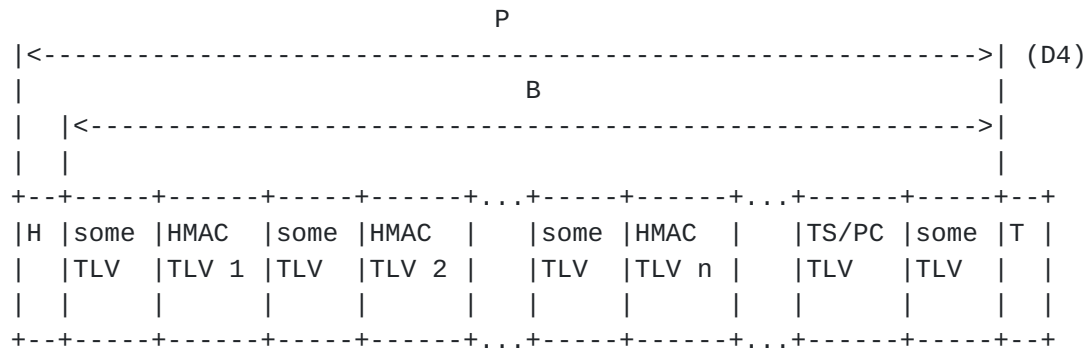 P
 |<------------------------------------------------------------>| (D4)
 |                                 B                            |
 |  |<--------------------------------------------------------->|
 |  |                                                           |
 +--+-----+------+-----+------+...+-----+------+...+------+-----+--+
 |H |some |HMAC  |some |HMAC  |   |some |HMAC  |   |TS/PC |some |T |
 |  |TLV  |TLV 1 |TLV  |TLV 2 |   |TLV  |TLV n |   |TLV   |TLV  |  |
 |  |     |      |     |      |   |     |      |   |      |     |  |
 +--+-----+------+-----+------+...+-----+------+...+------+-----+--+